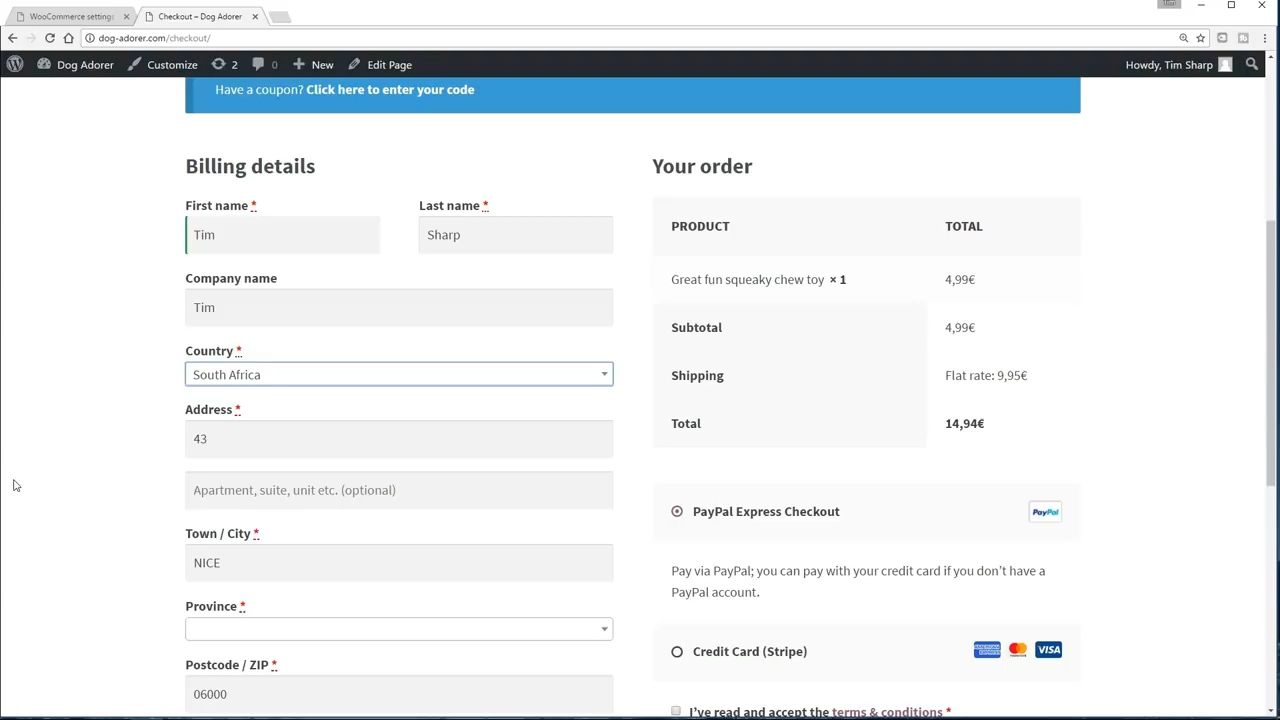 Tim
WooCommerce setting
Checkout – Dog Adorer
dog-adorer.com/checkout/
Dog Adorer
Customize
2
0
New
Edit Page
Howdy, Tim Sharp
Have a coupon? Click here to enter your code
Billing details
First name *
Last name *
Tim
Sharp
Company name
Tim
Country *
South Africa
Address *
43
Apartment, suite, unit etc. (optional)
Town / City *
NICE
Province *
Postcode / ZIP *
06000
Your order
PRODUCT TOTAL
Great fun squeaky chew toy × 1 4,99€
Subtotal 4,99€
Shipping Flat rate: 9,95€
Total 14,94€
PayPal Express Checkout
PayPal
Pay via PayPal; you can pay with your credit card if you don’t have a
PayPal account.
Credit Card (Stripe)
VISA
I’ve read and accept the terms & conditions *